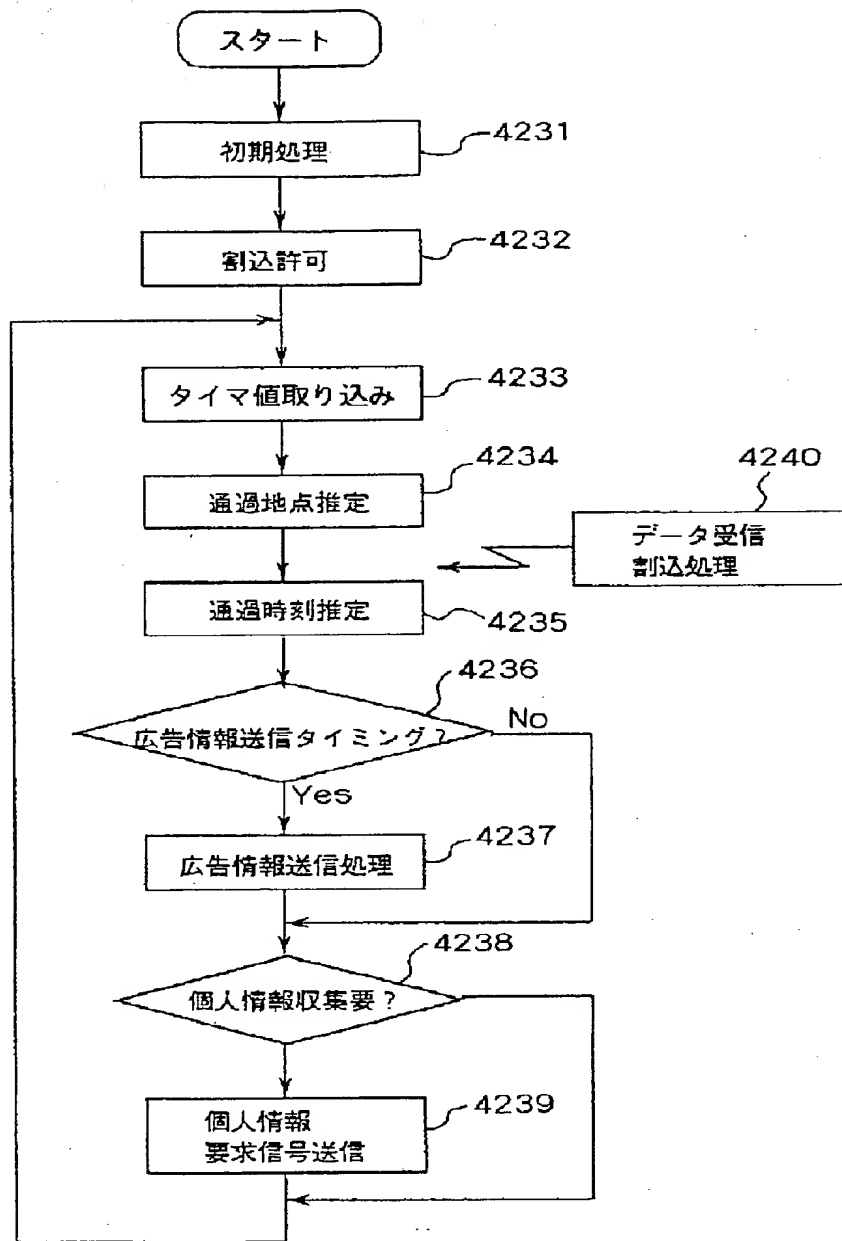 スタート
4231
初期処理
4232
割込許可
4233
タイマ値取り込み
4234
通過地点推定
4240
データ受信
割込処理
通過時刻推定
4235
4236
広告情報送信タイミング?
No
Yes
4237
広告情報送信処理
4238
個人情報収集要?
4239
個人情報
要求信号送信